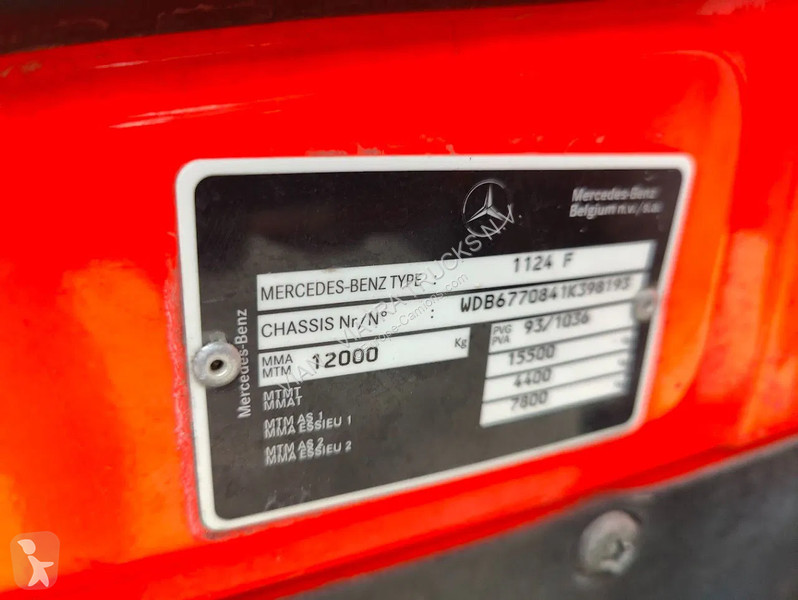 Mercedes-Benz
Belgium n.v./s.a.
MERCEDES-BENZ TYPE : 1124 F
CHASSIS Nr/N° : WDB6770841K398193
MMA
MTM 12000 Kg
PVG
PVA 93/1036
MTMT
MMAT 15500
MTM AS 1
MMA ESSIEU 1 4400
MTM AS 2
MMA ESSIEU 2 7800
Mercedes-Benz
TRUCKS N.V.